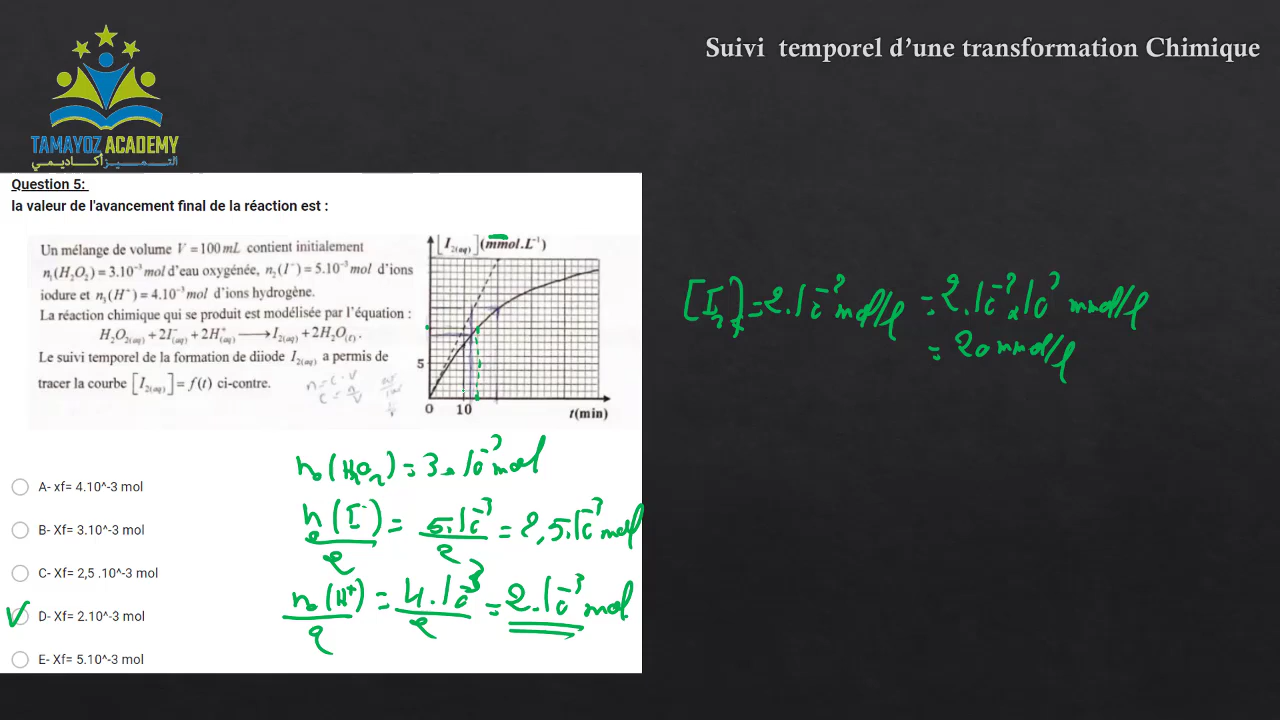 Suivi temporel d'une transformation Chimique
TAMAYOZ ACADEMY
التـــمـــيـــز أكـــاديـمـــي
Question 5:
la valeur de l'avancement final de la réaction est :
Un mélange de volume V = 100 mL contient initialement
n₁(H₂O₂) = 3.10⁻³ mol d'eau oxygénée, n₂(I⁻) = 5.10⁻³ mol d'ions
iodure et n₃(H⁺) = 4.10⁻³ mol d'ions hydrogène.
La réaction chimique qui se produit est modélisée par l'équation :
H₂O₂(aq) + 2I⁻(aq) + 2H⁺(aq) ⟶ I₂(aq) + 2H₂O(ℓ).
Le suivi temporel de la formation de diiode I₂(aq) a permis de
tracer la courbe [I₂(aq)] = f(t) ci-contre.
n = C.V
C = n/V
[I₂(aq)] (mmol.L⁻¹)
5
0 10 t(min)
n₀(H₂O₂) = 3.10⁻³ mol
n(I⁻)/2 = 5.10⁻³/2 = 2,5.10⁻³ mol
n₀(H⁺)/2 = 4.10⁻³/2 = 2.10⁻³ mol
A- xf= 4.10^-3 mol
B- Xf= 3.10^-3 mol
C- Xf= 2,5 .10^-3 mol
D- Xf= 2.10^-3 mol
E- Xf= 5.10^-3 mol
[I₂]f = 2.10⁻² mol/l = 2.10⁻².10³ mmol/l
= 20 mmol/l